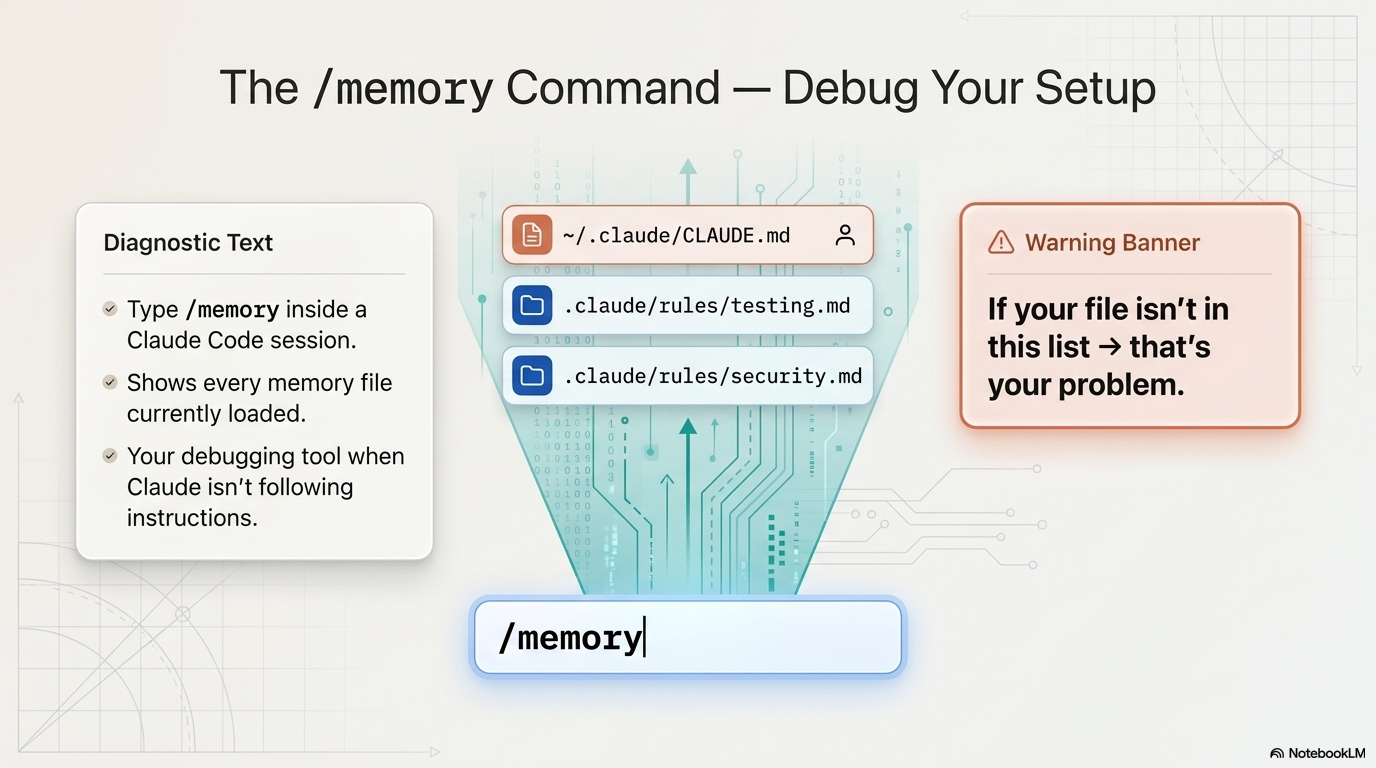 The /memory Command — Debug Your Setup
Diagnostic Text
Type /memory inside a
Claude Code session.
Shows every memory file
currently loaded.
Your debugging tool when
Claude isn’t following
instructions.
~/.claude/CLAUDE.md
.claude/rules/testing.md
.claude/rules/security.md
/memory
Warning Banner
If your file isn’t in
this list → that’s
your problem.
NotebookLM